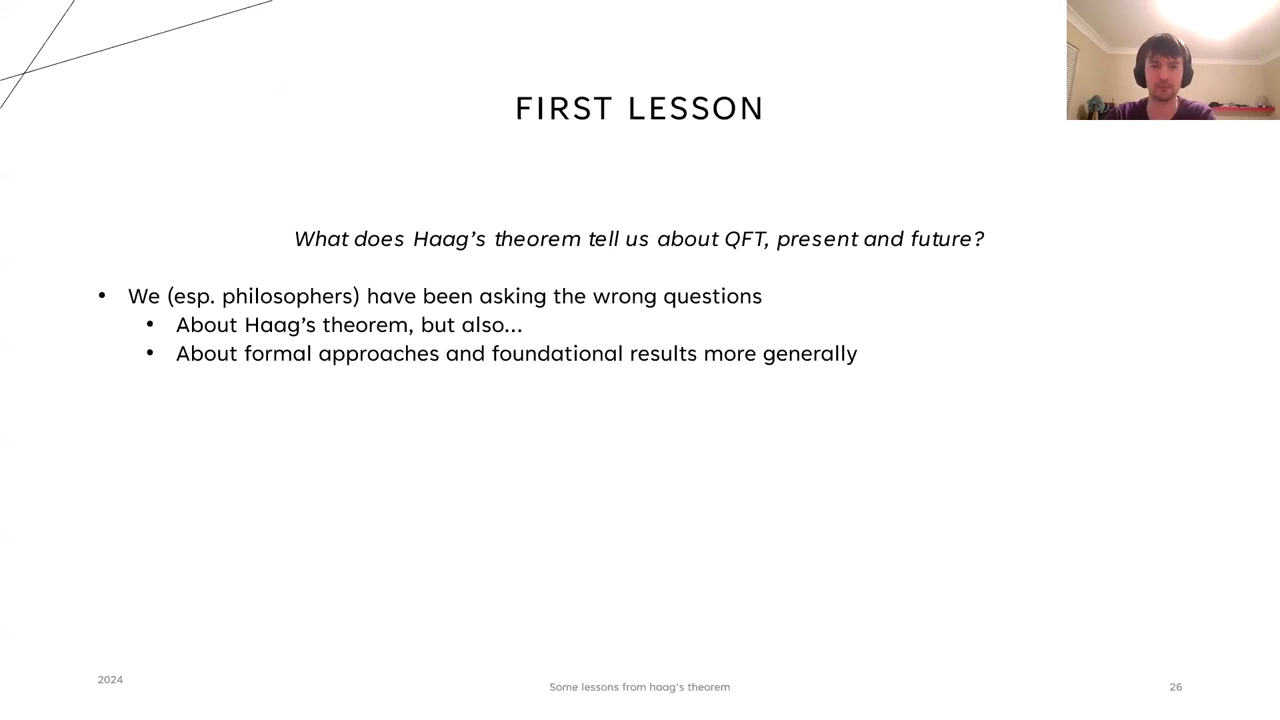 FIRST LESSON
What does Haag’s theorem tell us about QFT, present and future?
• We (esp. philosophers) have been asking the wrong questions
• About Haag’s theorem, but also…
• About formal approaches and foundational results more generally
2024
Some lessons from haag’s theorem
26